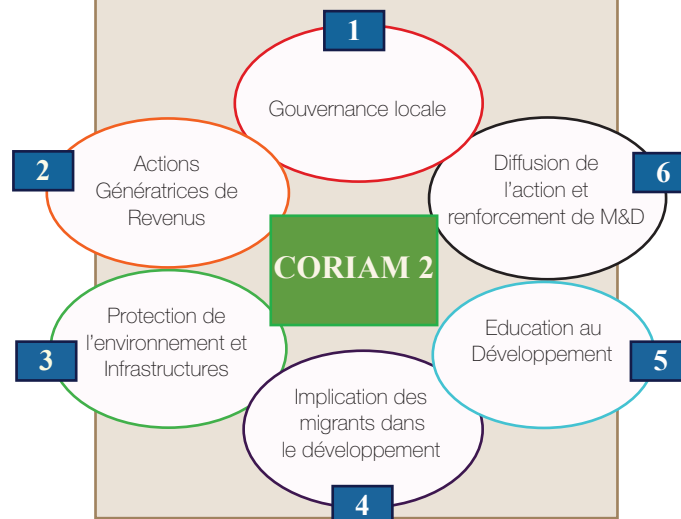 1
Gouvernance locale
2
Actions
Génératrices de
Revenus
3
Protection de
l'environnement et
Infrastructures
4
Implication des
migrants dans
le développement
5
Education au
Développement
6
Diffusion de
l'action et
renforcement de M&D
CORIAM 2